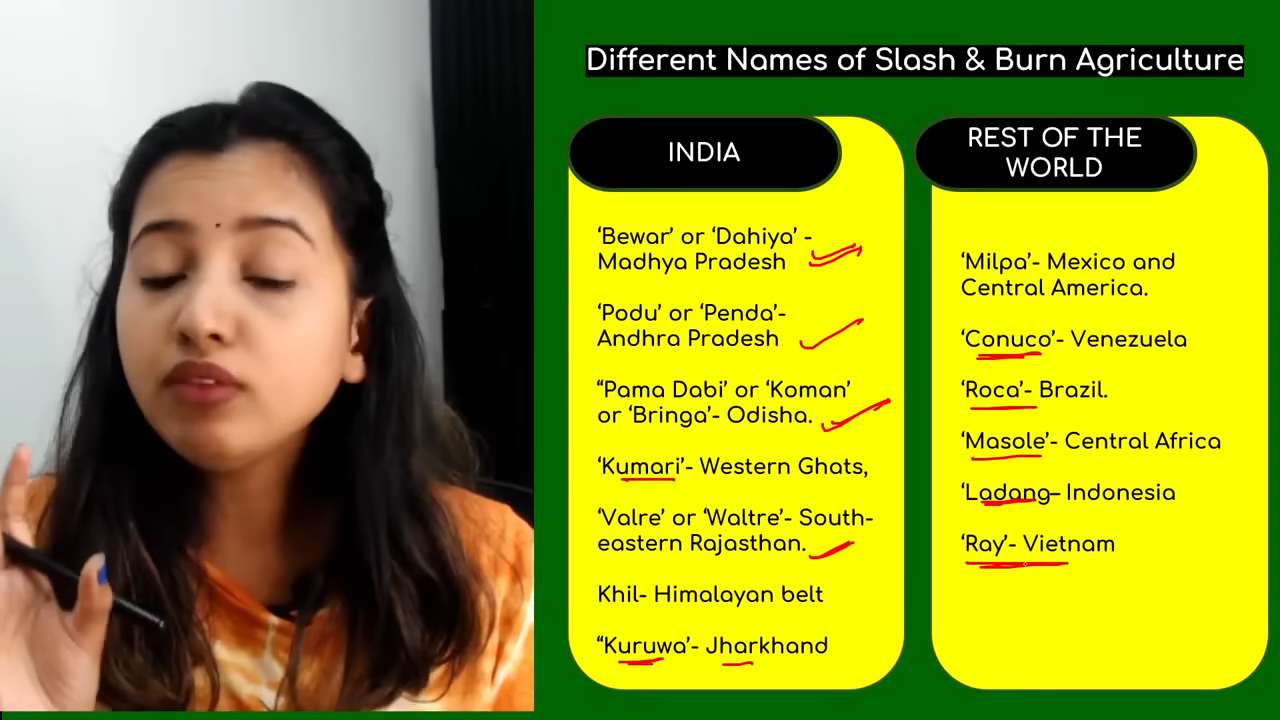 Different Names of Slash & Burn Agriculture
INDIA
‘Bewar’ or ‘Dahiya’ -
Madhya Pradesh
‘Podu’ or ‘Penda’-
Andhra Pradesh
“Pama Dabi’ or ‘Koman’
or ‘Bringa’- Odisha.
‘Kumari’- Western Ghats,
‘Valre’ or ‘Waltre’- South-
eastern Rajasthan.
Khil- Himalayan belt
“Kuruwa’- Jharkhand
REST OF THE
WORLD
‘Milpa’- Mexico and
Central America.
‘Conuco’- Venezuela
‘Roca’- Brazil.
‘Masole’- Central Africa
‘Ladang– Indonesia
‘Ray’- Vietnam